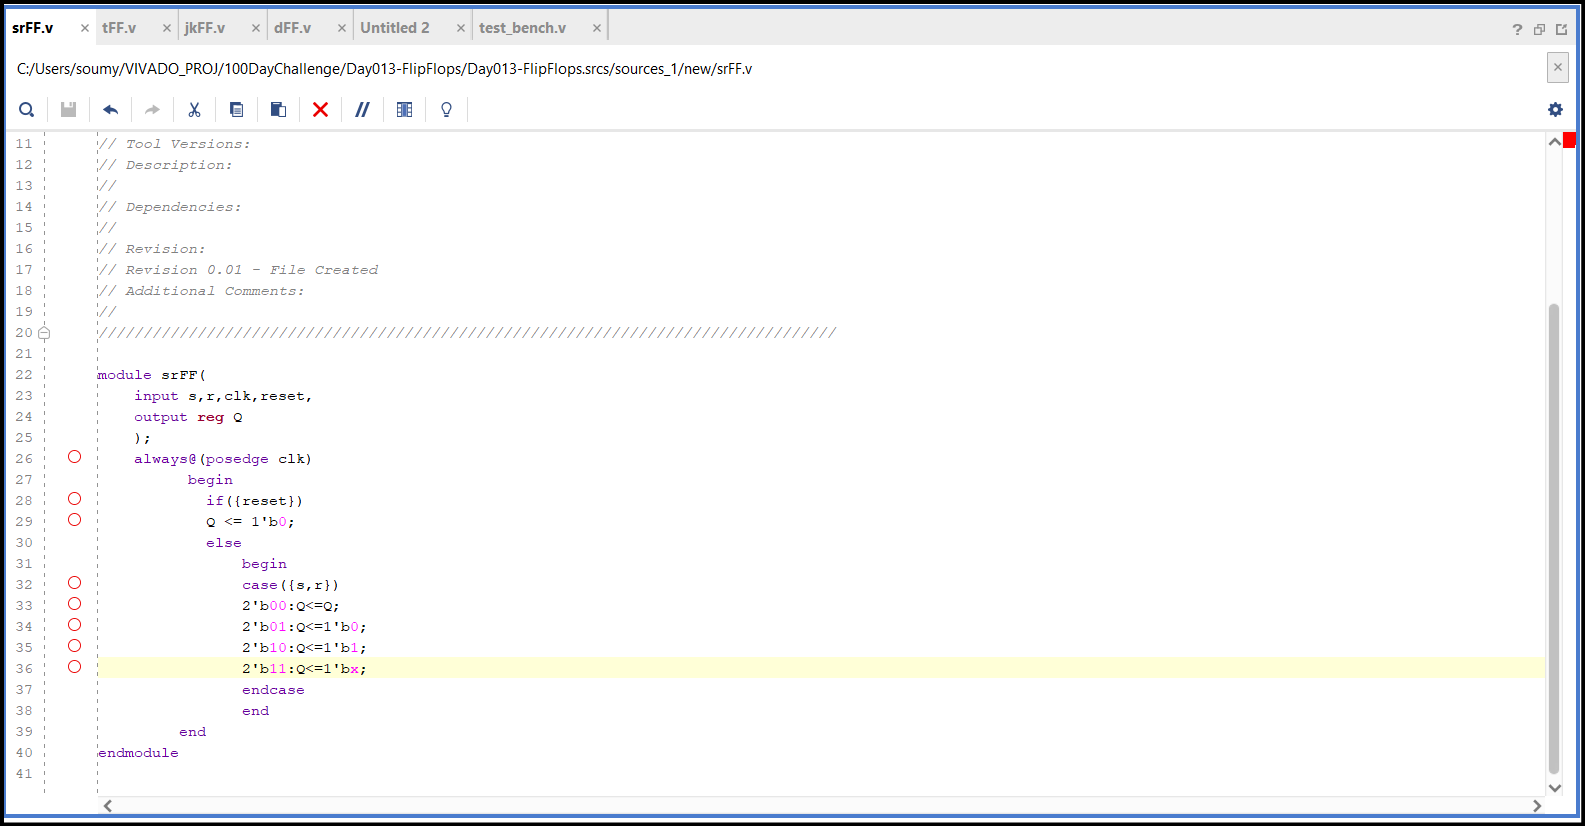 srFF.v × tFF.v × jkFF.v × dFF.v × Untitled 2 × test_bench.v ×
?
C:/Users/soumy/VIVADO_PROJ/100DayChallenge/Day013-FlipFlops/Day013-FlipFlops.srcs/sources_1/new/srFF.v ×
11 // Tool Versions:
12 // Description:
13 //
14 // Dependencies:
15 //
16 // Revision:
17 // Revision 0.01 - File Created
18 // Additional Comments:
19 //
20 //////////////////////////////////////////////////////////////////////////////////
21
22 module srFF(
23 input s,r,clk,reset,
24 output reg Q
25 );
26 always@(posedge clk)
27 begin
28 if({reset})
29 Q <= 1'b0;
30 else
31 begin
32 case({s,r})
33 2'b00:Q<=Q;
34 2'b01:Q<=1'b0;
35 2'b10:Q<=1'b1;
36 2'b11:Q<=1'bx;
37 endcase
38 end
39 end
40 endmodule
41